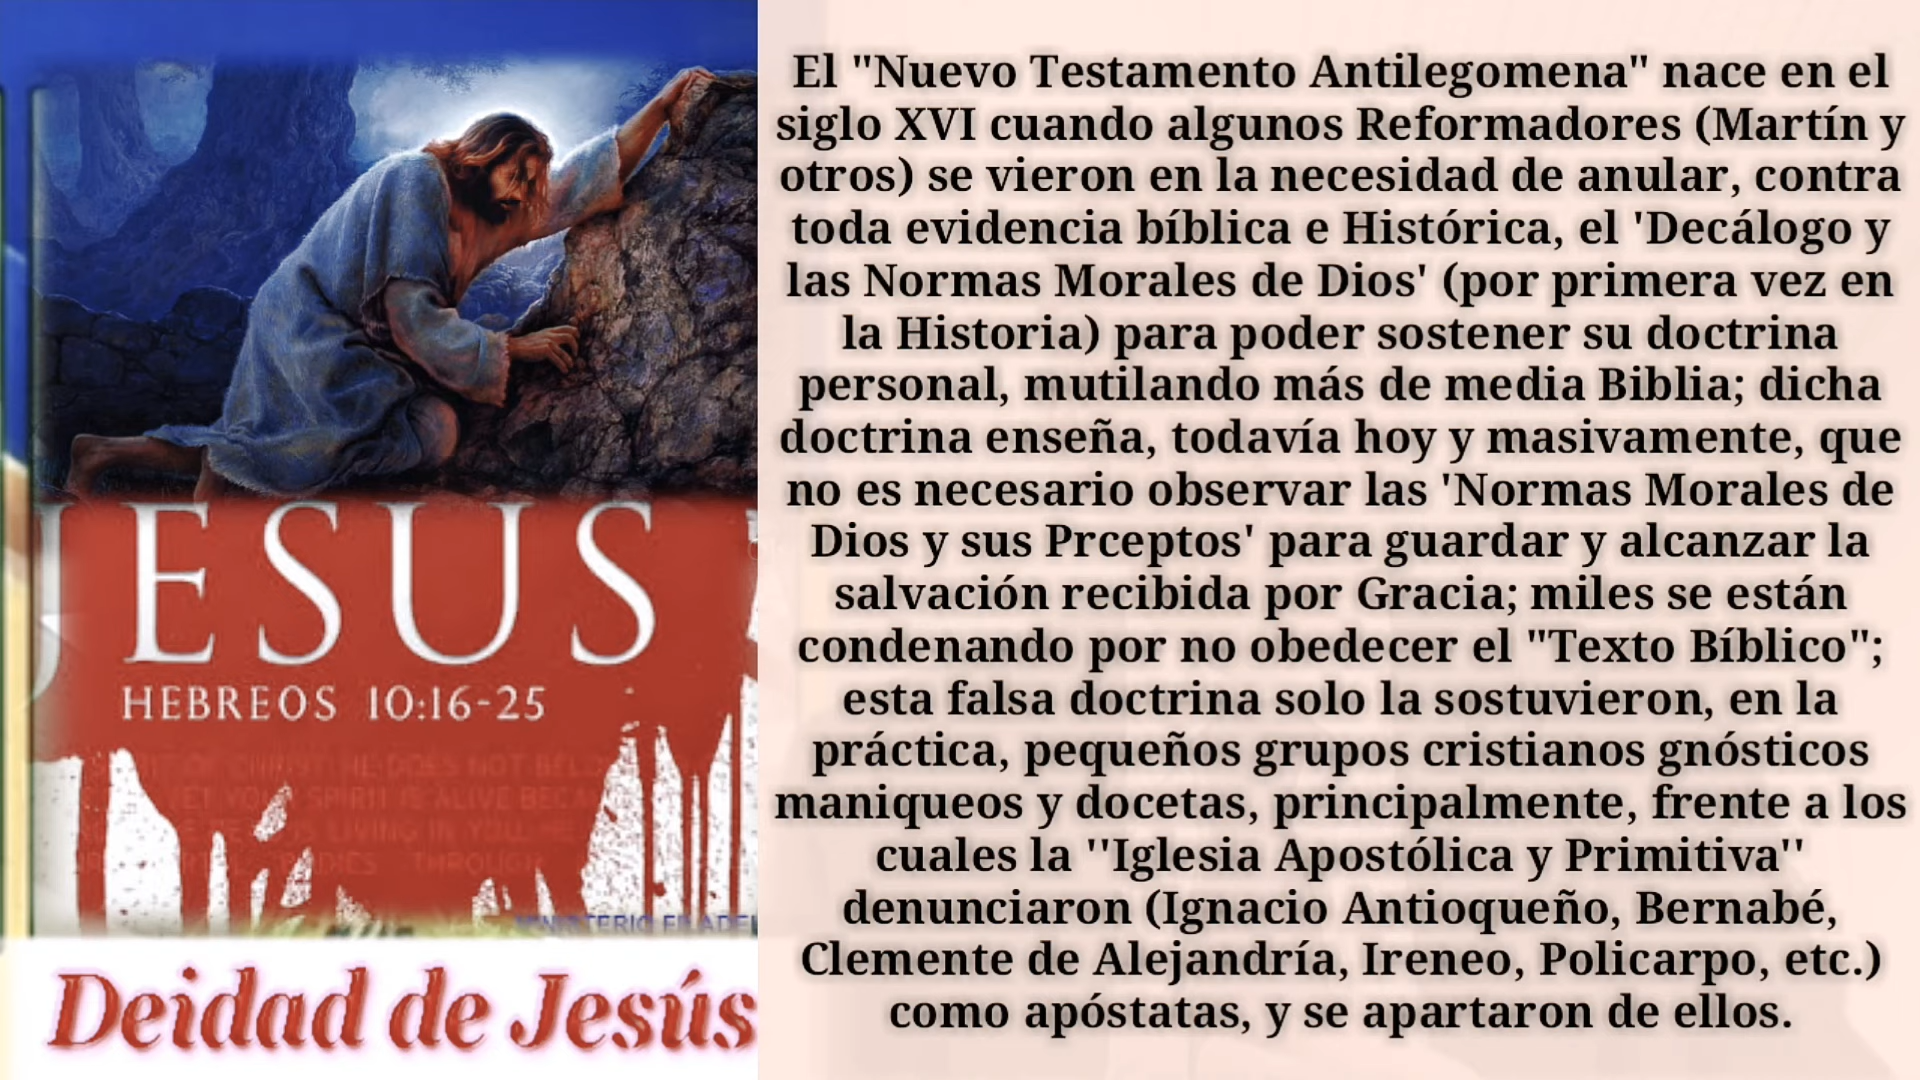 JESUS
HEBREOS 10:16-25
Deidad de Jesús
El "Nuevo Testamento Antilegomena" nace en el
siglo XVI cuando algunos Reformadores (Martín y
otros) se vieron en la necesidad de anular, contra
toda evidencia bíblica e Histórica, el 'Decálogo y
las Normas Morales de Dios' (por primera vez en
la Historia) para poder sostener su doctrina
personal, mutilando más de media Biblia; dicha
doctrina enseña, todavía hoy y masivamente, que
no es necesario observar las 'Normas Morales de
Dios y sus Prceptos' para guardar y alcanzar la
salvación recibida por Gracia; miles se están
condenando por no obedecer el "Texto Bíblico";
esta falsa doctrina solo la sostuvieron, en la
práctica, pequeños grupos cristianos gnósticos
maniqueos y docetas, principalmente, frente a los
cuales la ''Iglesia Apostólica y Primitiva''
denunciaron (Ignacio Antioqueño, Bernabé,
Clemente de Alejandría, Ireneo, Policarpo, etc.)
como apóstatas, y se apartaron de ellos.